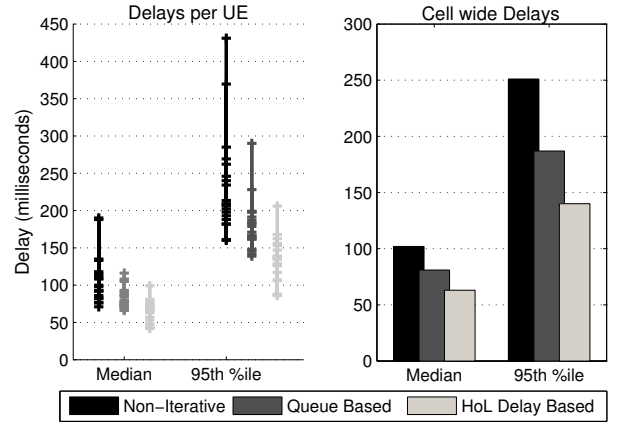 Delays per UE
Cell wide Delays
Delay (milliseconds)
450
400
350
300
250
200
150
100
50
0
Median
95th %ile
300
250
200
150
100
50
0
Median
95th %ile
Non−Iterative
Queue Based
HoL Delay Based